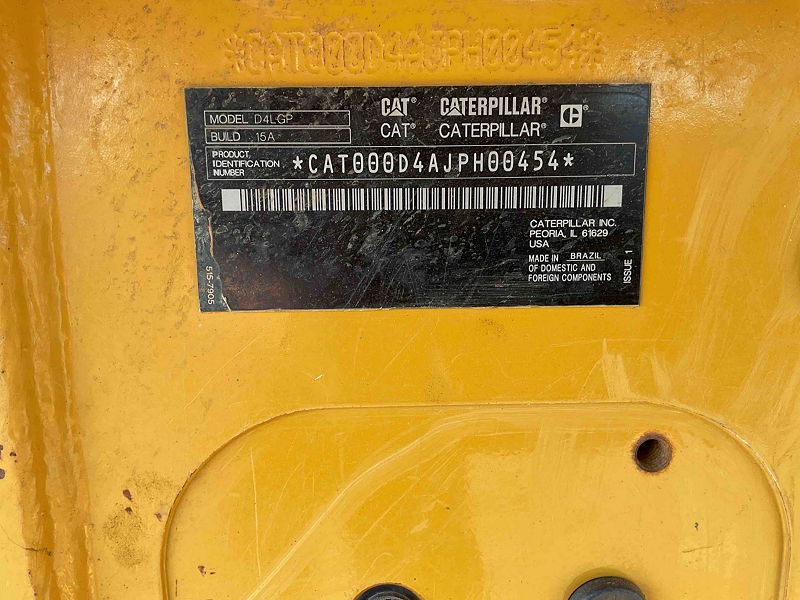 *CAT000D4AJPH00454*
MODEL D4LGP
BUILD 15A
CAT® CATERPILLAR® C®
CAT® CATERPILLAR®
PRODUCT
IDENTIFICATION
NUMBER
*CAT000D4AJPH00454*
CATERPILLAR INC.
PEORIA, IL 61629
USA
MADE IN BRAZIL
OF DOMESTIC AND
FOREIGN COMPONENTS
ISSUE 1
515-7905